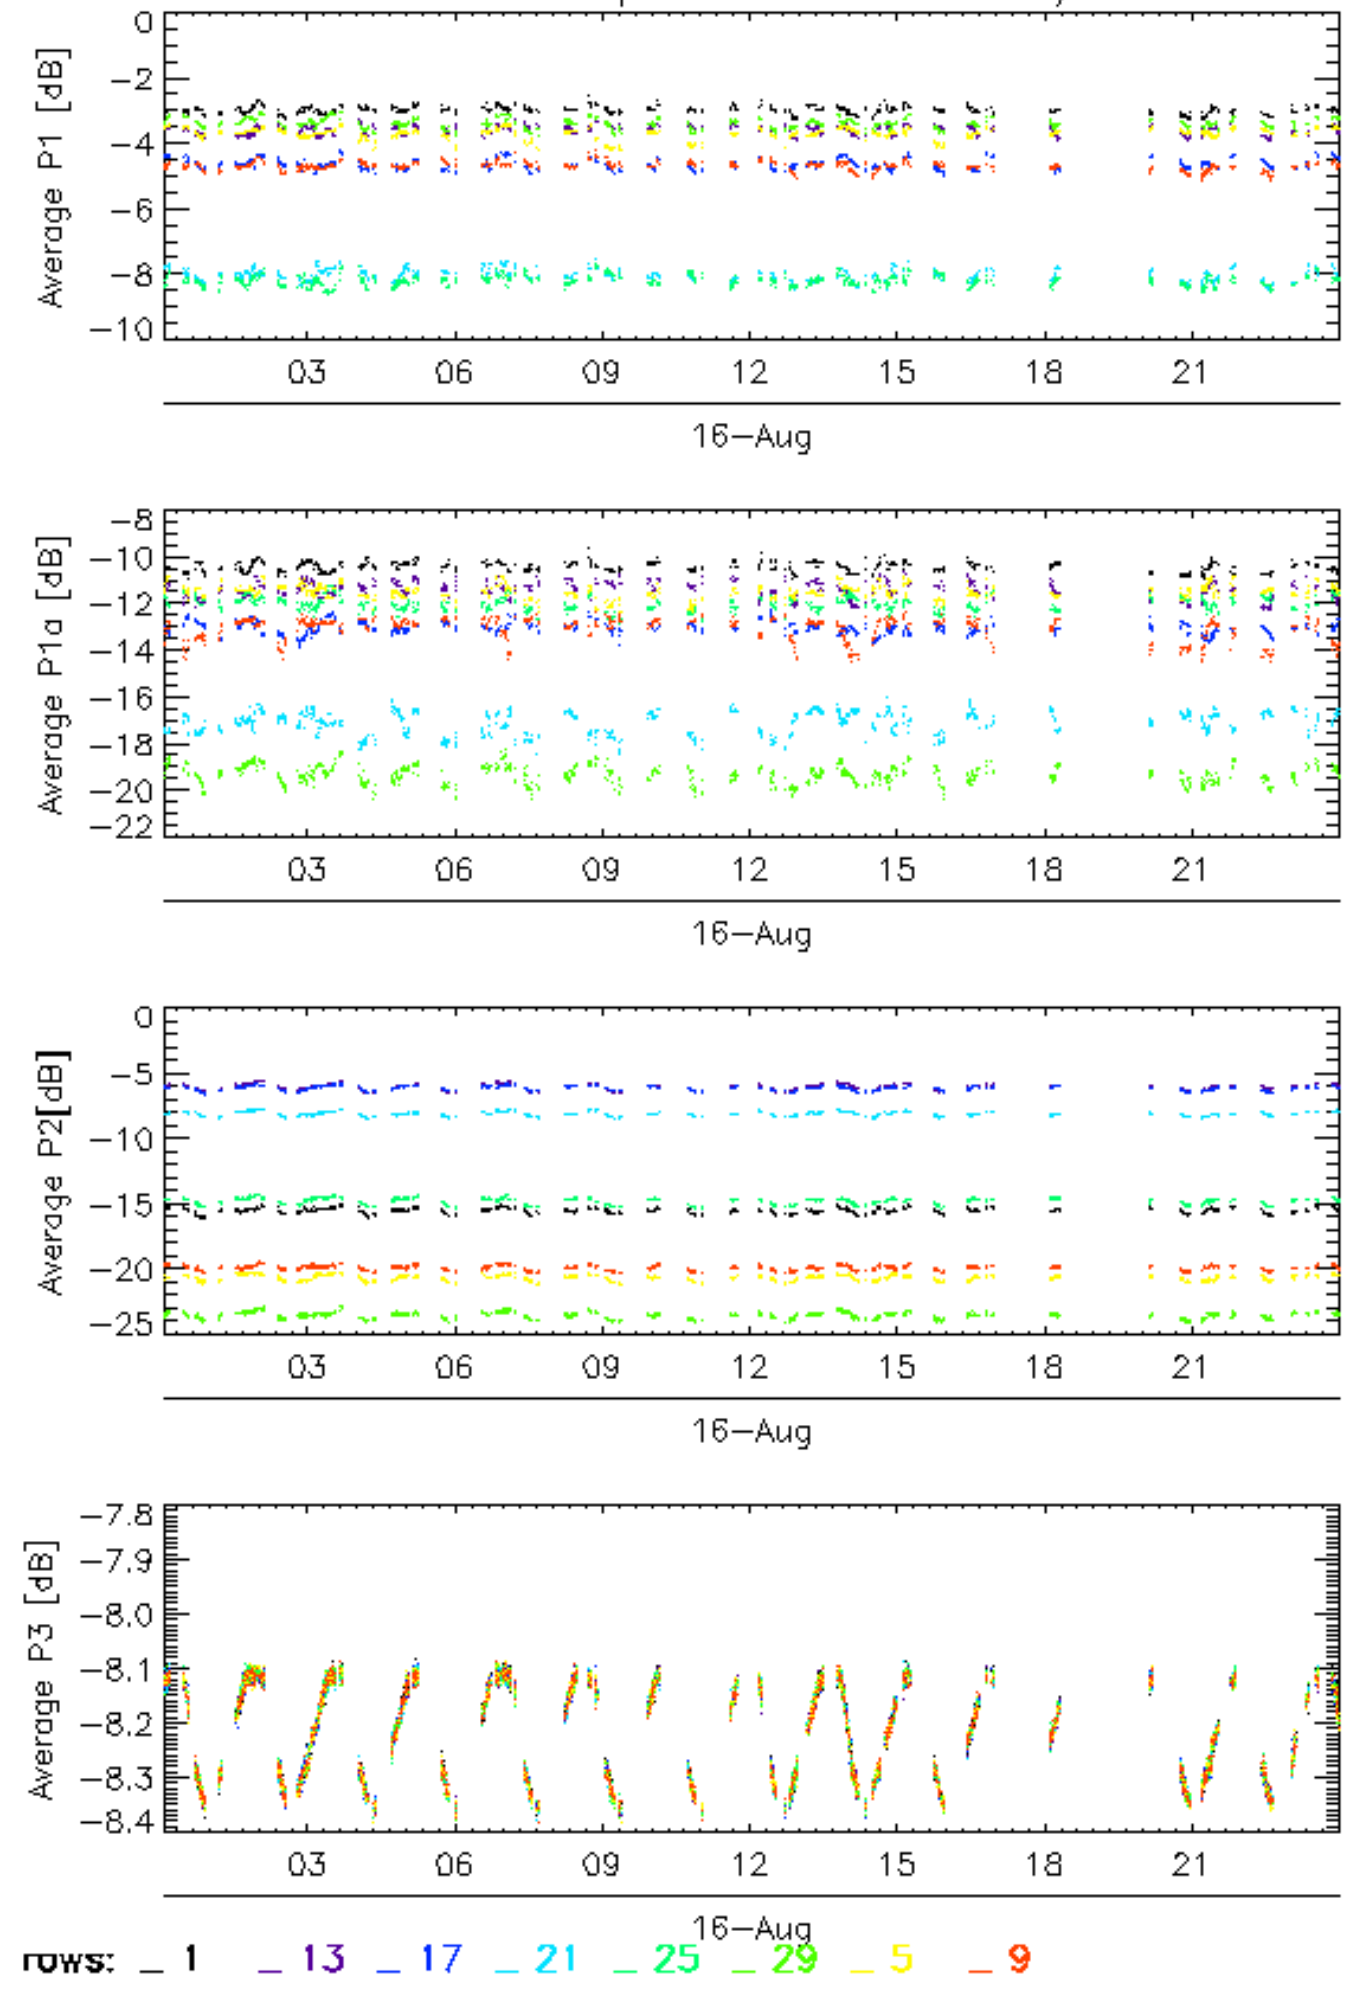 0
Average P1 [dB]
−2
−4
−6
−8
−10
03 06 09 12 15 18 21
16−Aug
−8
Average P1a [dB]
−10
−12
−14
−16
−18
−20
−22
03 06 09 12 15 18 21
16−Aug
0
Average P2[dB]
−5
−10
−15
−20
−25
03 06 09 12 15 18 21
16−Aug
−7.8
Average P3 [dB]
−7.9
−8.0
−8.1
−8.2
−8.3
−8.4
03 06 09 12 15 18 21
16−Aug
rows: _ 1 _ 13 _ 17 _ 21 _ 25 _ 29 _ 5 _ 9